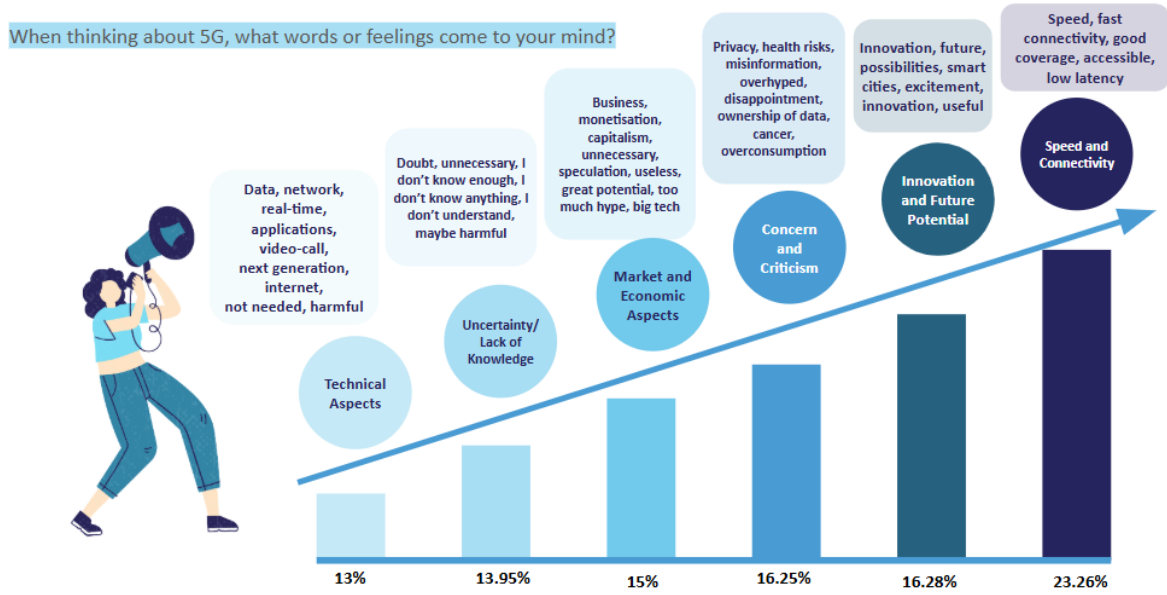 When thinking about 5G, what words or feelings come to your mind?
Data, network,
real-time,
applications,
video-call,
next generation,
internet,
not needed, harmful
Technical
Aspects
13%
Doubt, unnecessary, I
don't know enough, I
don't know anything, I
don't understand,
maybe harmful
Uncertainty/
Lack of
Knowledge
13.95%
Business,
monetisation,
capitalism,
unnecessary,
speculation, useless,
great potential, too
much hype, big tech
Market and
Economic
Aspects
15%
Privacy, health risks,
misinformation,
overhyped,
disappointment,
ownership of data,
cancer,
overconsumption
Concern
and
Criticism
16.25%
Innovation, future,
possibilities, smart
cities, excitement,
innovation, useful
Innovation
and Future
Potential
16.28%
Speed, fast
connectivity, good
coverage, accessible,
low latency
Speed and
Connectivity
23.26%